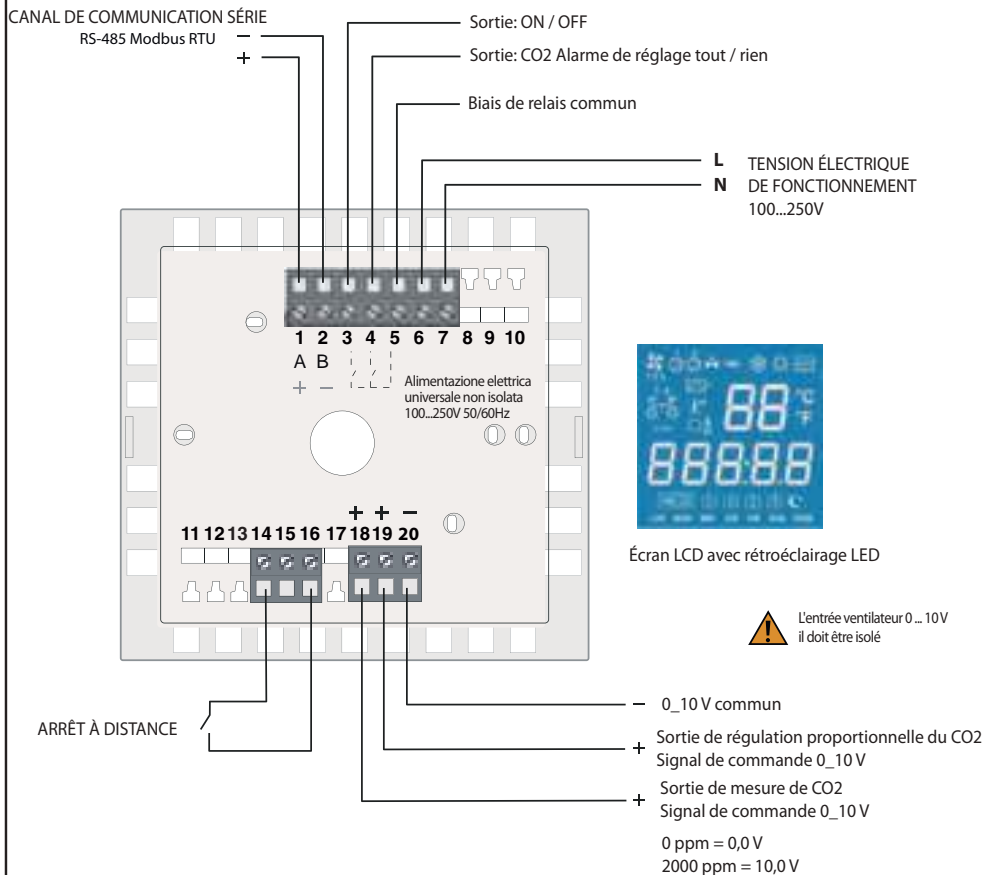 CANAL DE COMMUNICATION SÉRIE
RS-485 Modbus RTU −
+
Sortie: ON / OFF
Sortie: CO2 Alarme de réglage tout / rien
Biais de relais commun
L TENSION ÉLECTRIQUE
N DE FONCTIONNEMENT
100...250V
1 2 3 4 5 6 7 8 9 10
A B
+ −
Alimentazione elettrica
universale non isolata
100...250V 50/60Hz
+ + −
11 12 13 14 15 16 17 18 19 20
88 °C
°F
88:88:8
Écran LCD avec rétroéclairage LED
L'entrée ventilateur 0 ... 10 V
il doit être isolé
ARRÊT À DISTANCE
− 0_10 V commun
+ Sortie de régulation proportionnelle du CO2
Signal de commande 0_10 V
+ Sortie de mesure de CO2
Signal de commande 0_10 V
0 ppm = 0,0 V
2000 ppm = 10,0 V